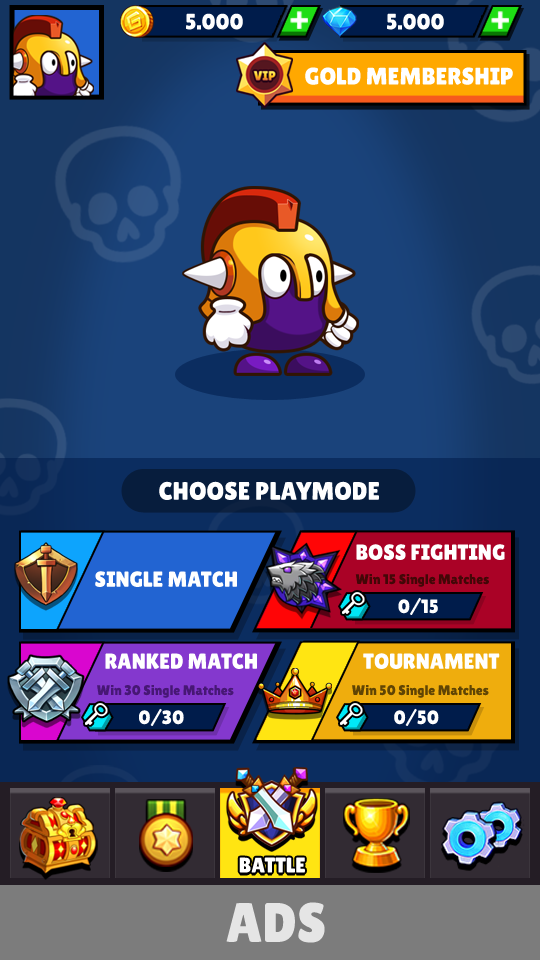 5.000
5.000
VIP
GOLD MEMBERSHIP
CHOOSE PLAYMODE
SINGLE MATCH
BOSS FIGHTING
Win 15 Single Matches
0/15
RANKED MATCH
Win 30 Single Matches
0/30
TOURNAMENT
Win 50 Single Matches
0/50
BATTLE
ADS